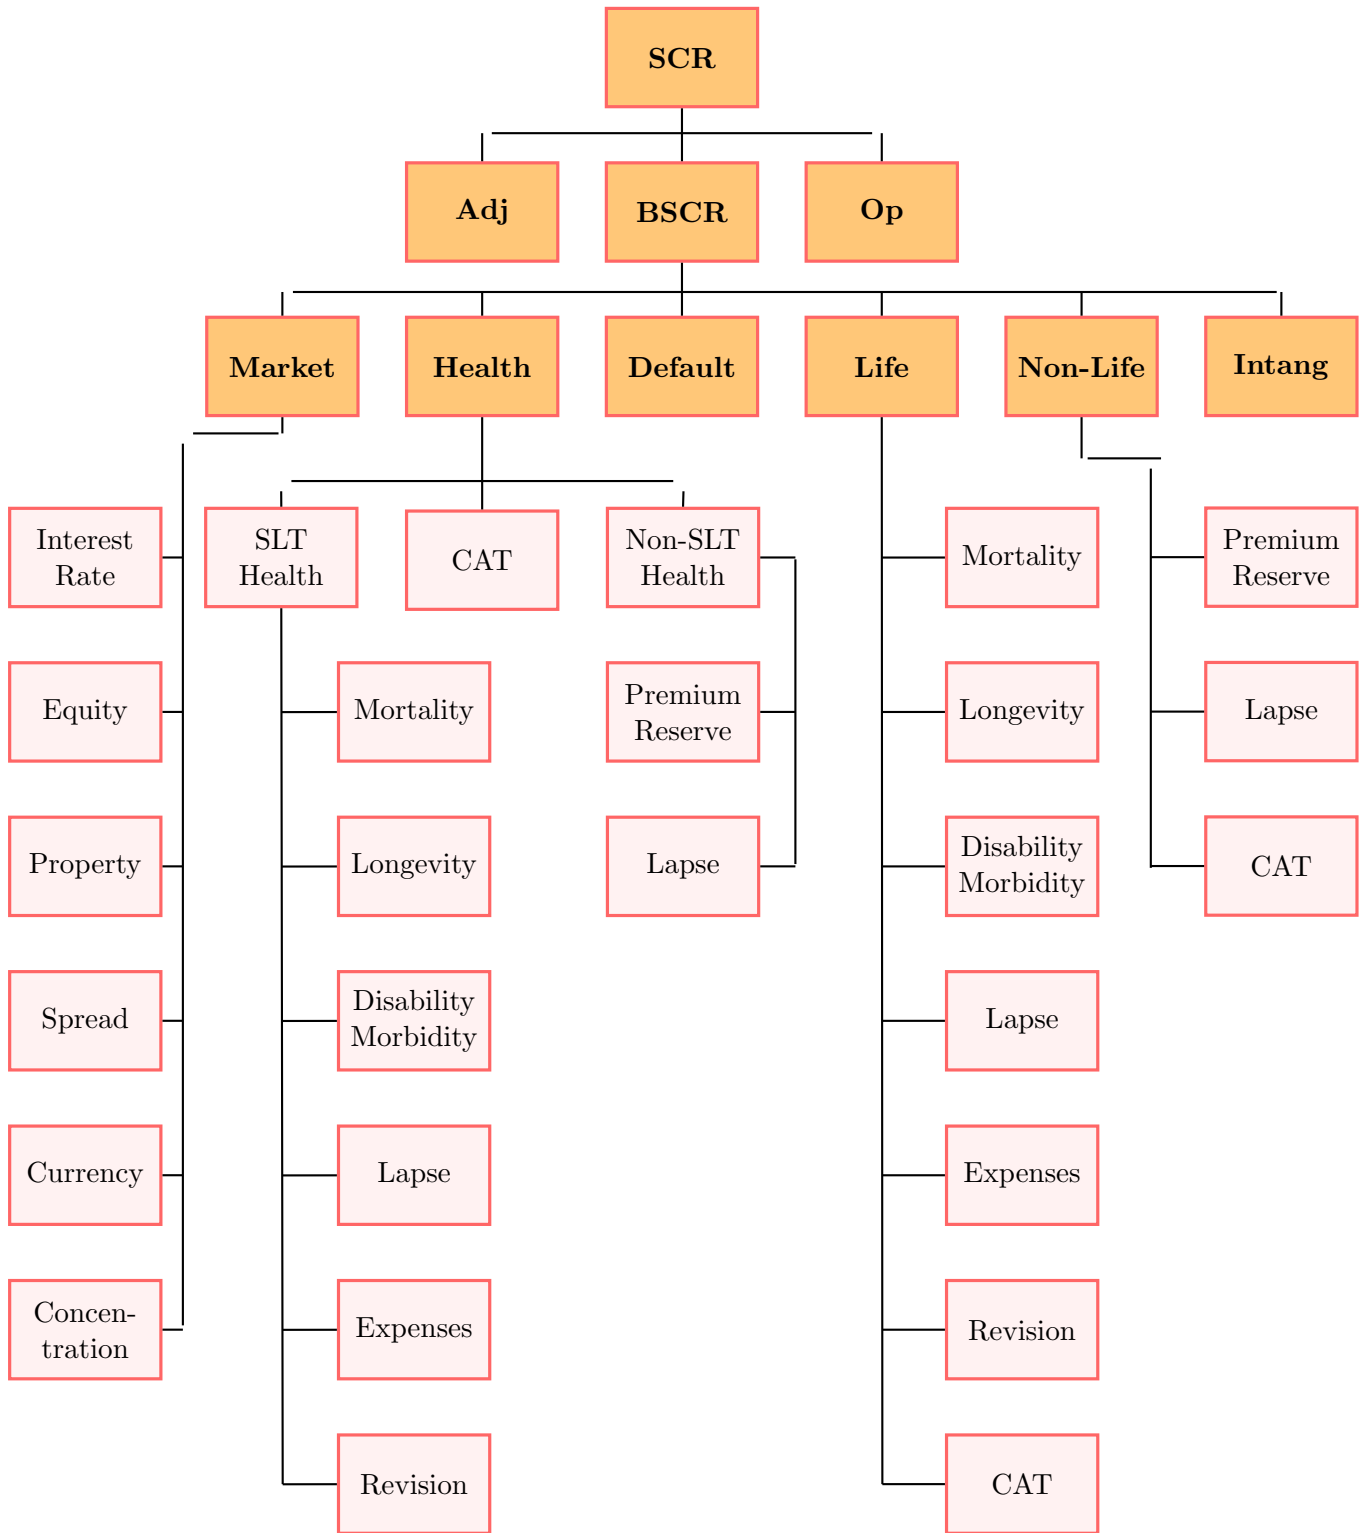 SCR
Adj
BSCR
Op
Market
Health
Default
Life
Non-Life
Intang
Interest
Rate
SLT
Health
CAT
Non-SLT
Health
Mortality
Premium
Reserve
Equity
Mortality
Premium
Reserve
Longevity
Lapse
Property
Longevity
Lapse
Disability
Morbidity
CAT
Spread
Disability
Morbidity
Lapse
Currency
Lapse
Expenses
Concen-
tration
Expenses
Revision
Revision
CAT